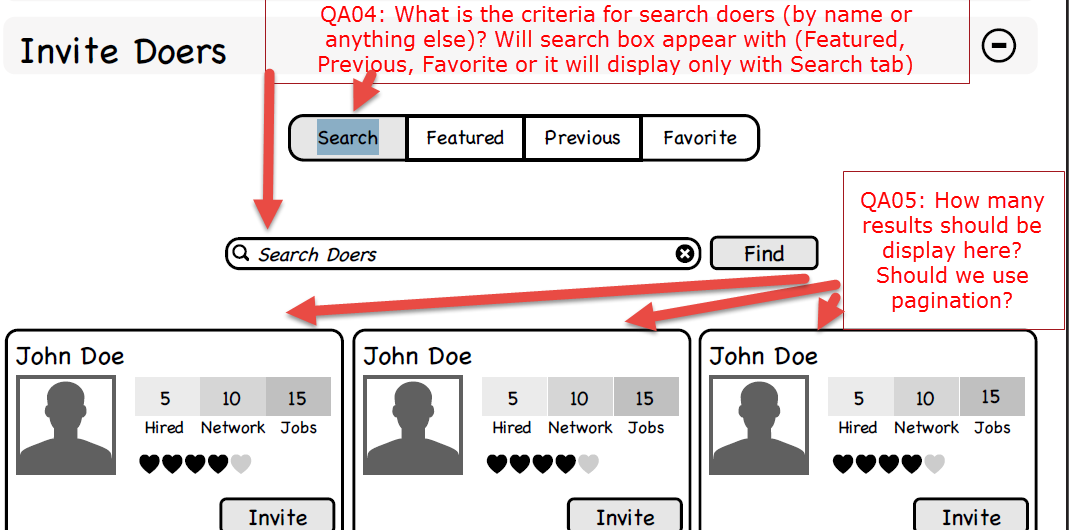 QA04: What is the criteria for search doers (by name or
anything else)? Will search box appear with (Featured,
Previous, Favorite or it will display only with Search tab)
Invite Doers
Search Featured Previous Favorite
QA05: How many
results should be
display here?
Should we use
pagination?
Search Doers Find
John Doe John Doe John Doe
5 10 15 5 10 15 5 10 15
Hired Network Jobs Hired Network Jobs Hired Network Jobs
Invite Invite Invite